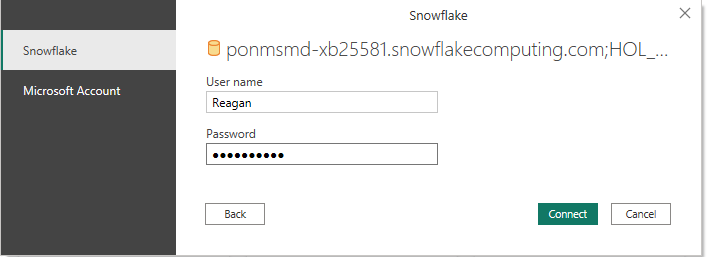 Snowflake
Snowflake
Microsoft Account
ponmsmd-xb25581.snowflakecomputing.com;HOL_...
User name
Reagan
Password
●●●●●●●●●●
Back
Connect
Cancel